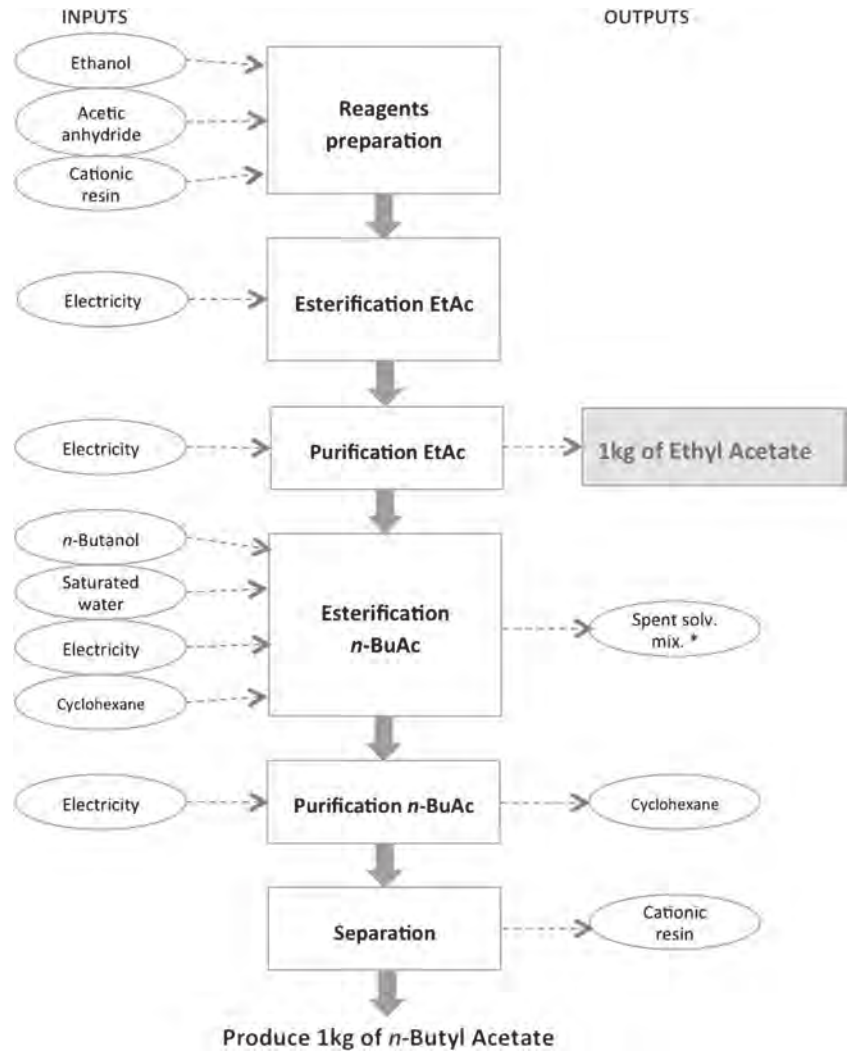 INPUTS
OUTPUTS
Ethanol
Acetic
anhydride
Cationic
resin
Reagents
preparation
Electricity
Esterification EtAc
Electricity
Purification EtAc
1kg of Ethyl Acetate
n-Butanol
Saturated
water
Electricity
Cyclohexane
Esterification
n-BuAc
Spent solv.
mix. *
Electricity
Purification n-BuAc
Cyclohexane
Separation
Cationic
resin
Produce 1kg of n-Butyl Acetate